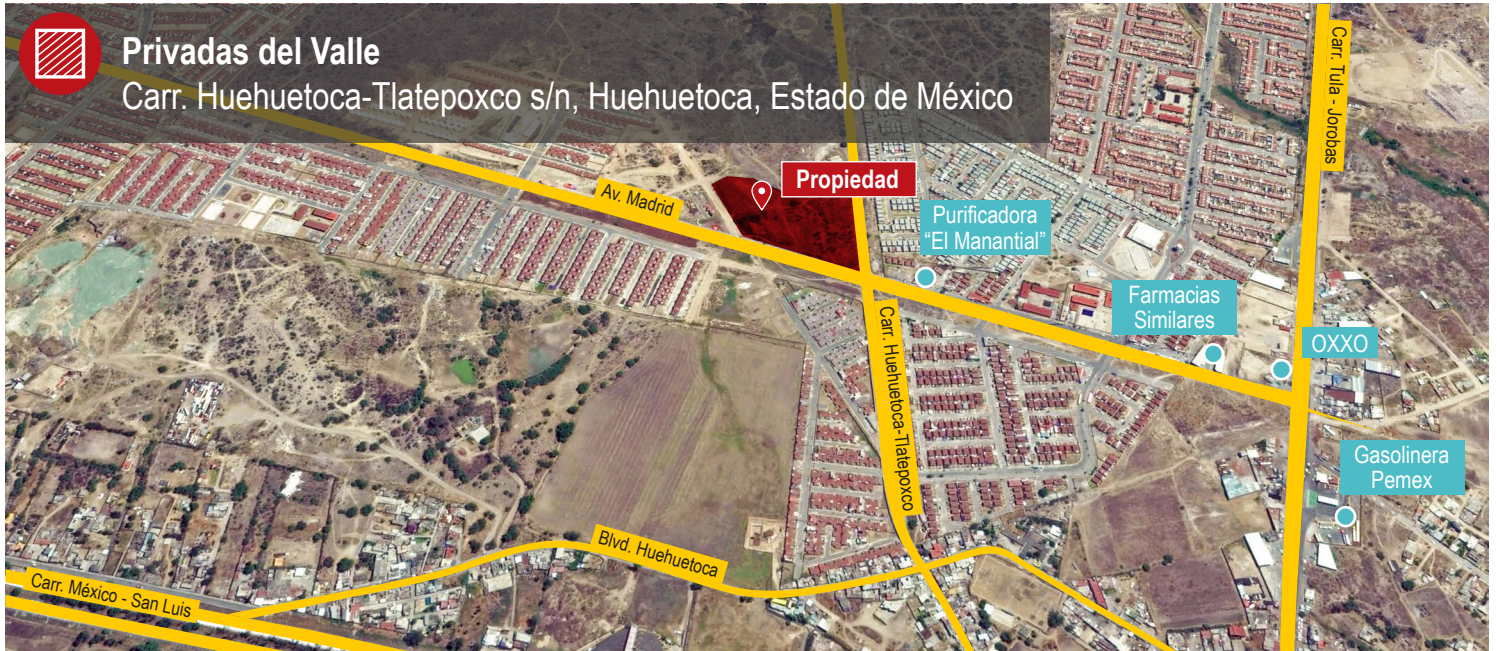 Privadas del Valle
Carr. Huehuetoca-Tlatepoxco s/n, Huehuetoca, Estado de México
Carr. Tula - Jorobas
Propiedad
Av. Madrid
Purificadora
“El Manantial”
Farmacias
Similares
OXXO
Carr. Huehuetoca-Tlatepoxco
Gasolinera
Pemex
Blvd. Huehuetoca
Carr. México - San Luis